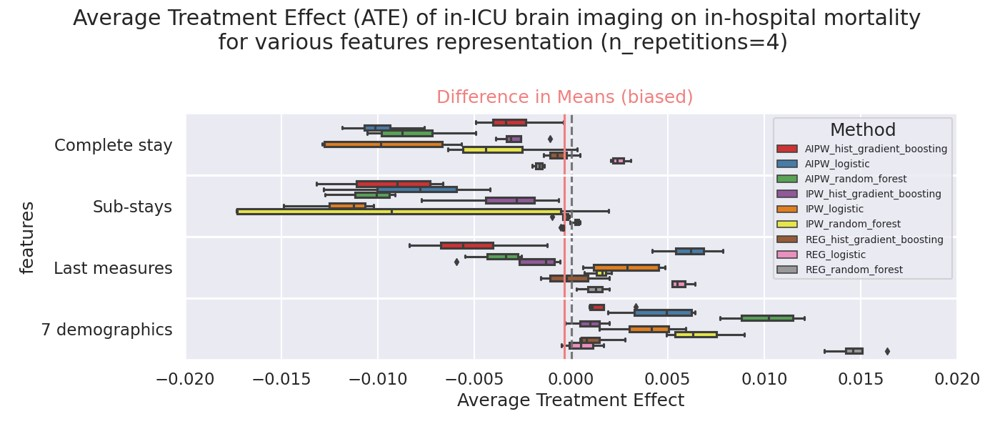 Average Treatment Effect (ATE) of in-ICU brain imaging on in-hospital mortality
for various features representation (n_repetitions=4)
Difference in Means (biased)
features
Complete stay
Sub-stays
Last measures
7 demographics
Method
AIPW_hist_gradient_boosting
AIPW_logistic
AIPW_random_forest
IPW_hist_gradient_boosting
IPW_logistic
IPW_random_forest
REG_hist_gradient_boosting
REG_logistic
REG_random_forest
−0.020 −0.015 −0.010 −0.005 0.000 0.005 0.010 0.015 0.020
Average Treatment Effect